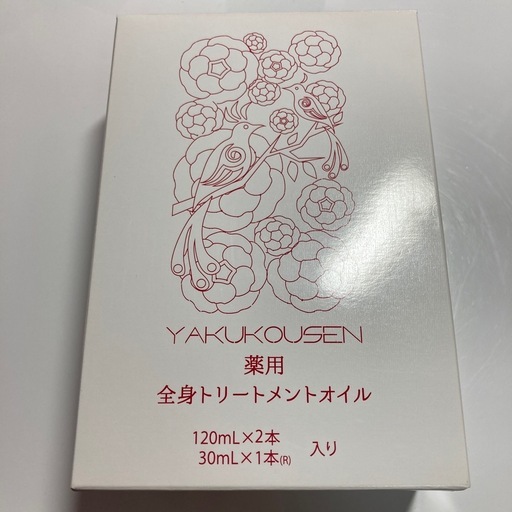 YAKUKOUSEN
薬用
全身トリートメントオイル
120mL×2本
30mL×1本(R) 入り